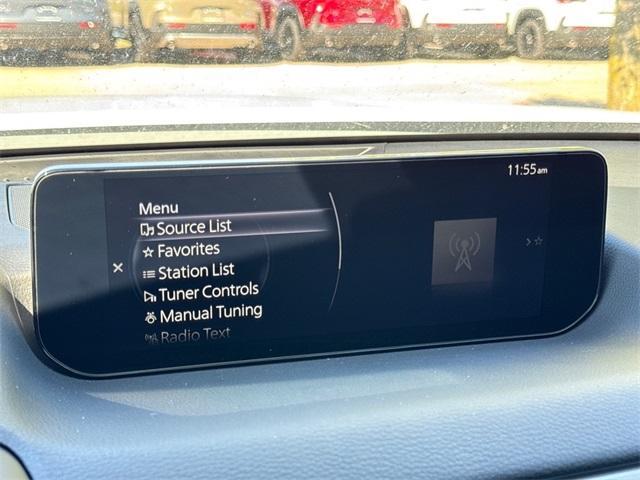 11:55am
Menu
Source List
Favorites
Station List
Tuner Controls
Manual Tuning
Radio Text